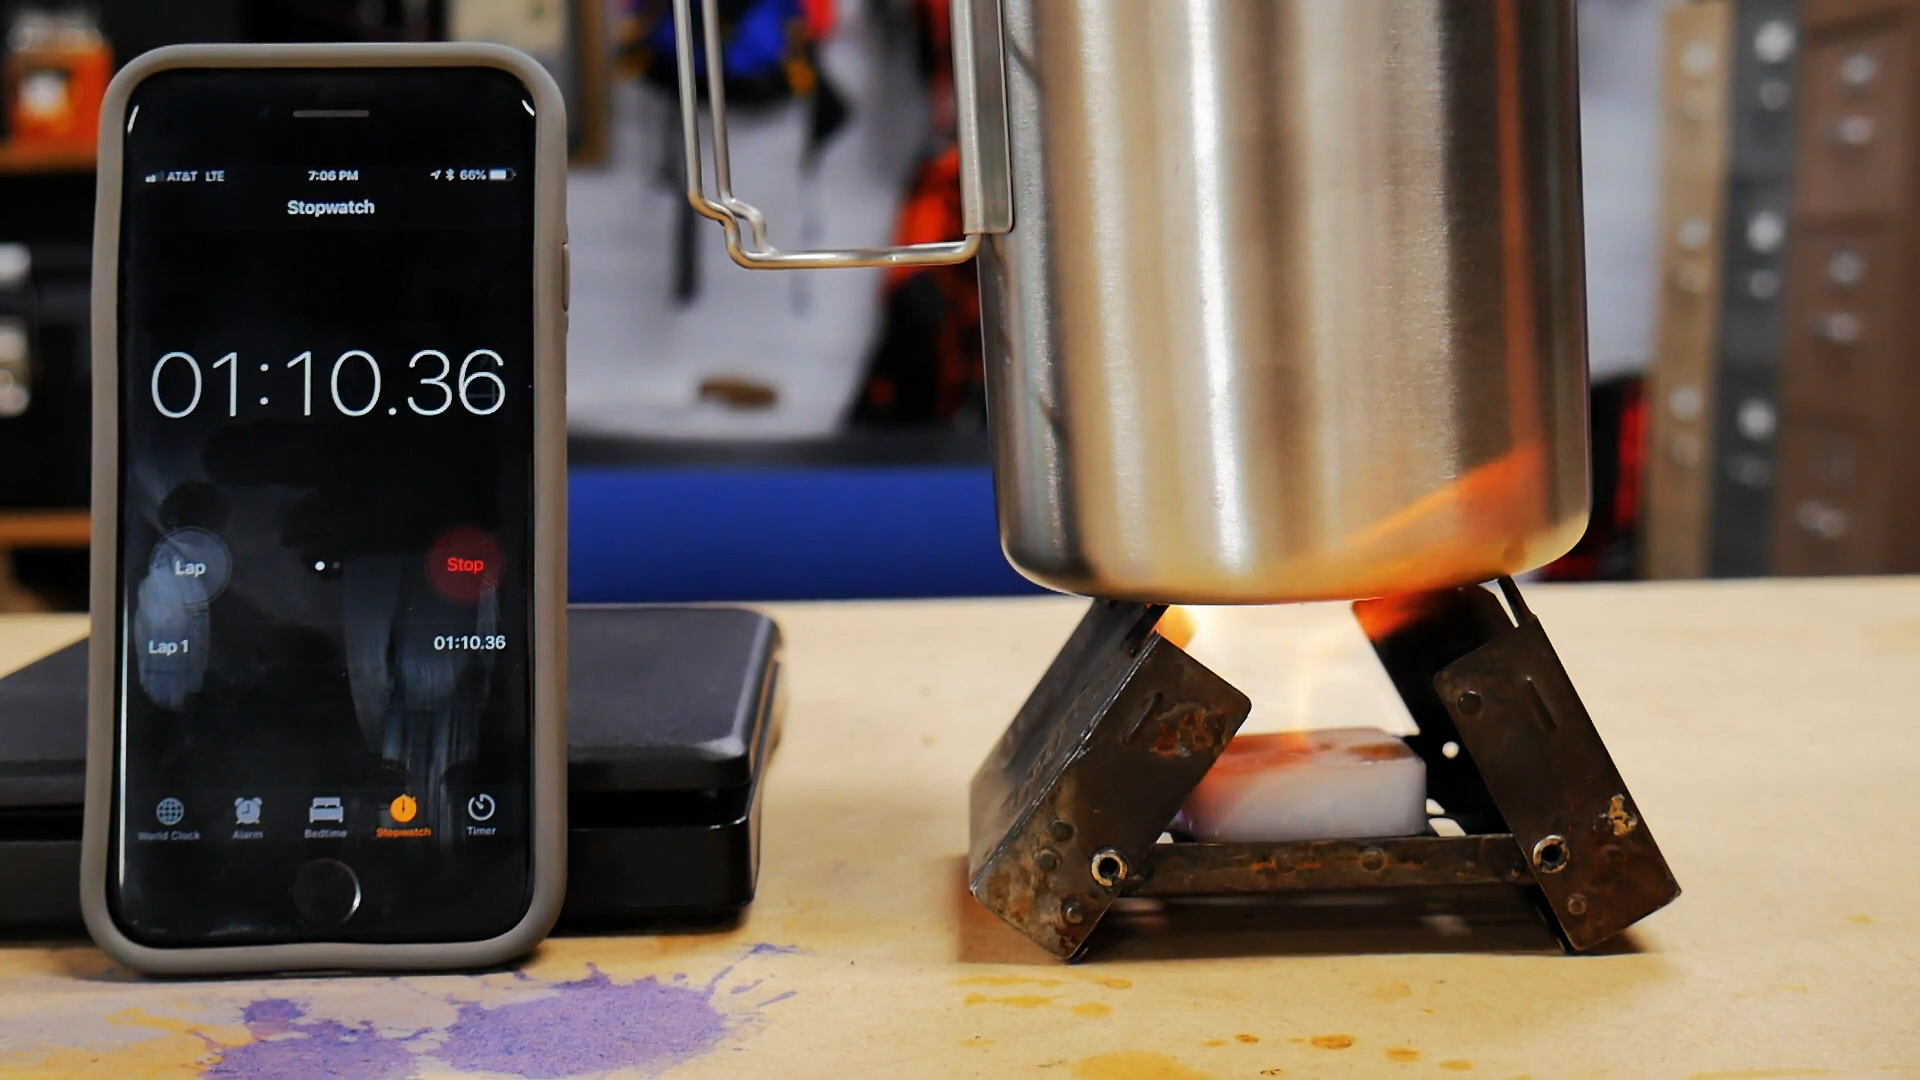 AT&T LTE 7:06 PM 66%
Stopwatch
01:10.36
Lap Stop
Lap 1 01:10.36
World Clock Alarm Bedtime Stopwatch Timer